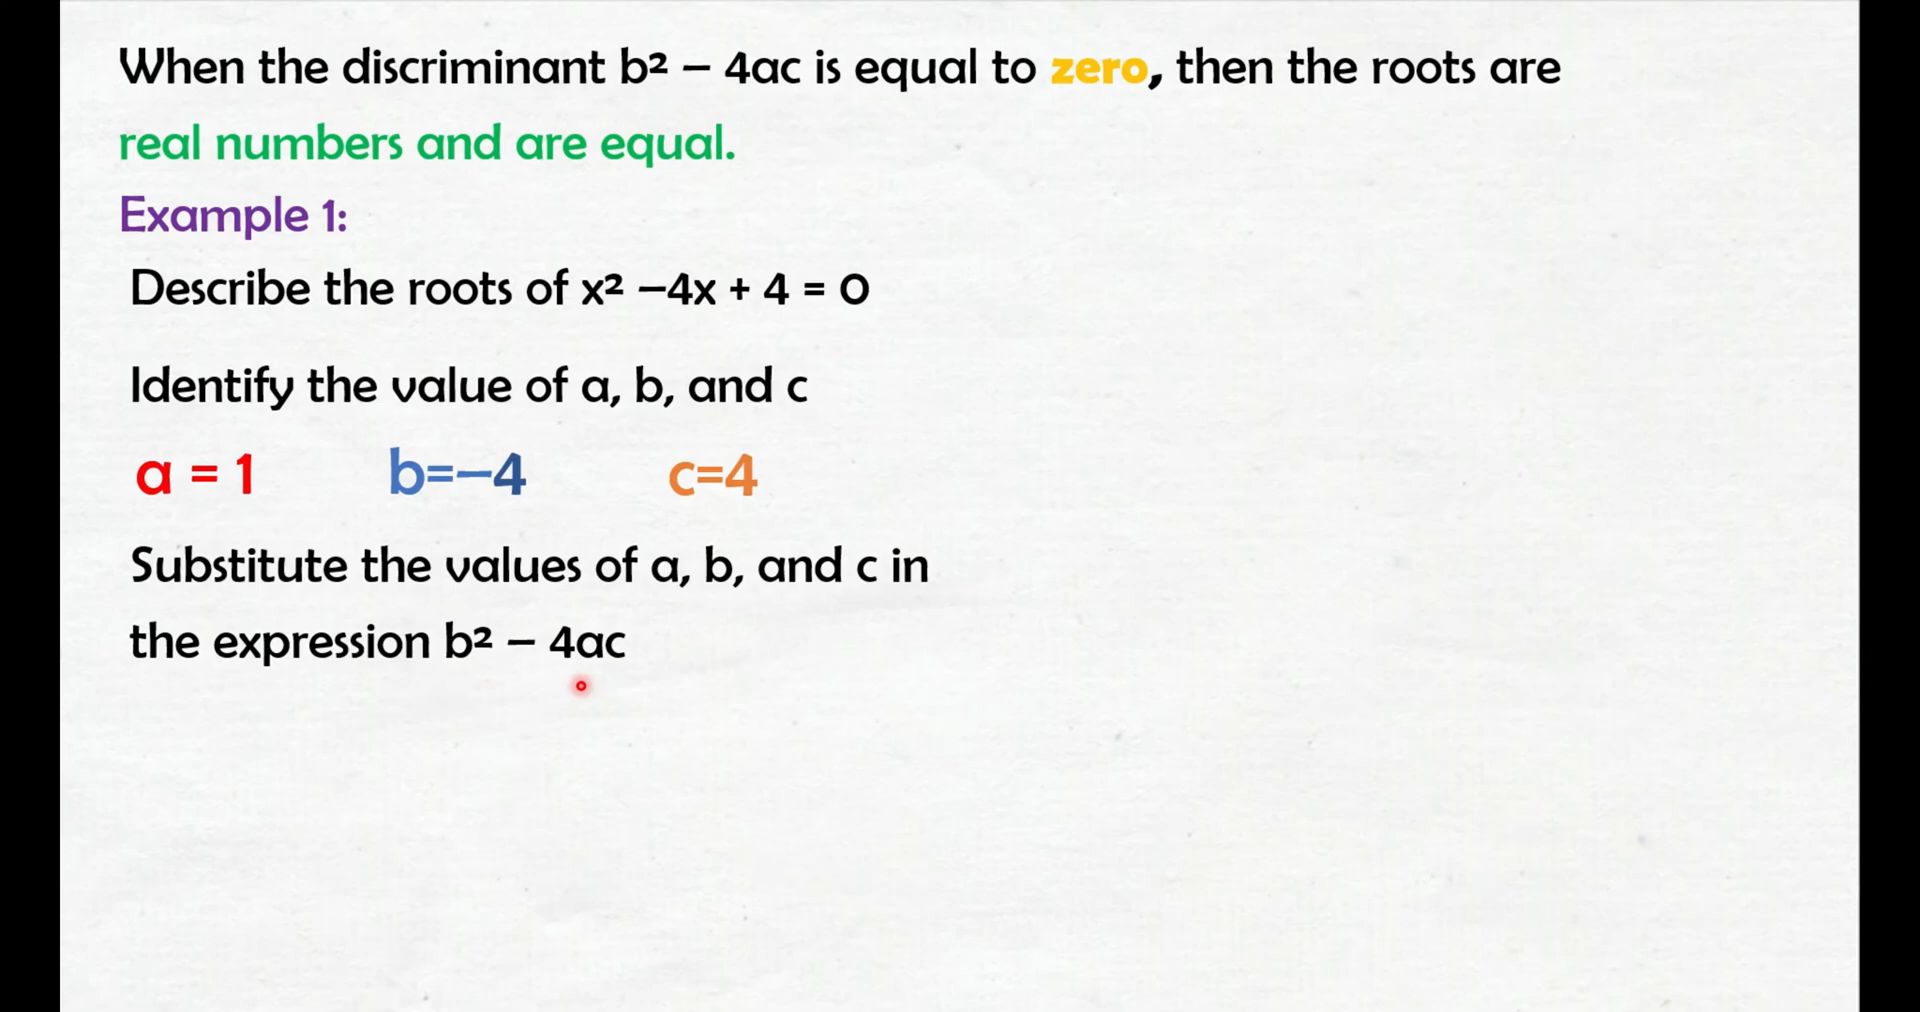 When the discriminant b² – 4ac is equal to zero, then the roots are
real numbers and are equal.
Example 1:
Describe the roots of x² –4x + 4 = 0
Identify the value of a, b, and c
a = 1 b=–4 c=4
Substitute the values of a, b, and c in
the expression b² – 4ac